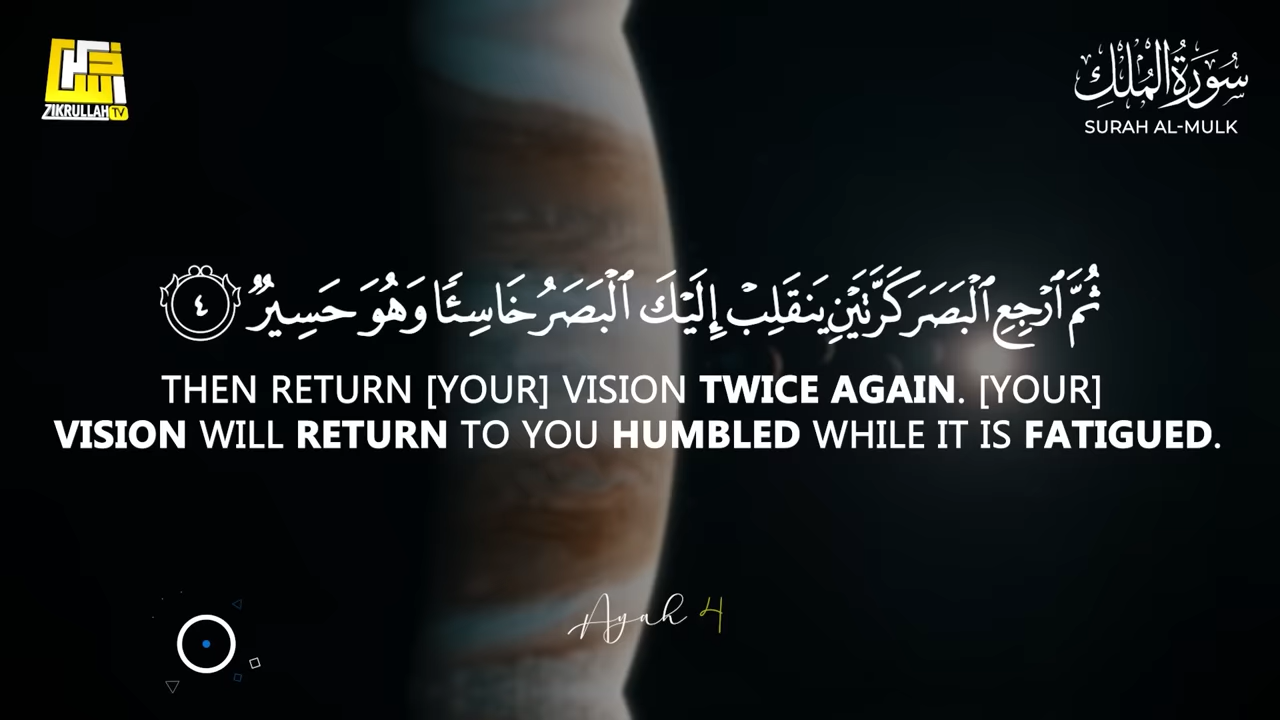 ZIKRULLAH TV
سُورَةُ الْمُلْكِ
SURAH AL-MULK
ثُمَّ ٱرْجِعِ ٱلْبَصَرَ كَرَّتَيْنِ يَنقَلِبْ إِلَيْكَ ٱلْبَصَرُ خَاسِئًا وَهُوَ حَسِيرٌ ٤
THEN RETURN [YOUR] VISION TWICE AGAIN. [YOUR]
VISION WILL RETURN TO YOU HUMBLED WHILE IT IS FATIGUED.
Ayah 4